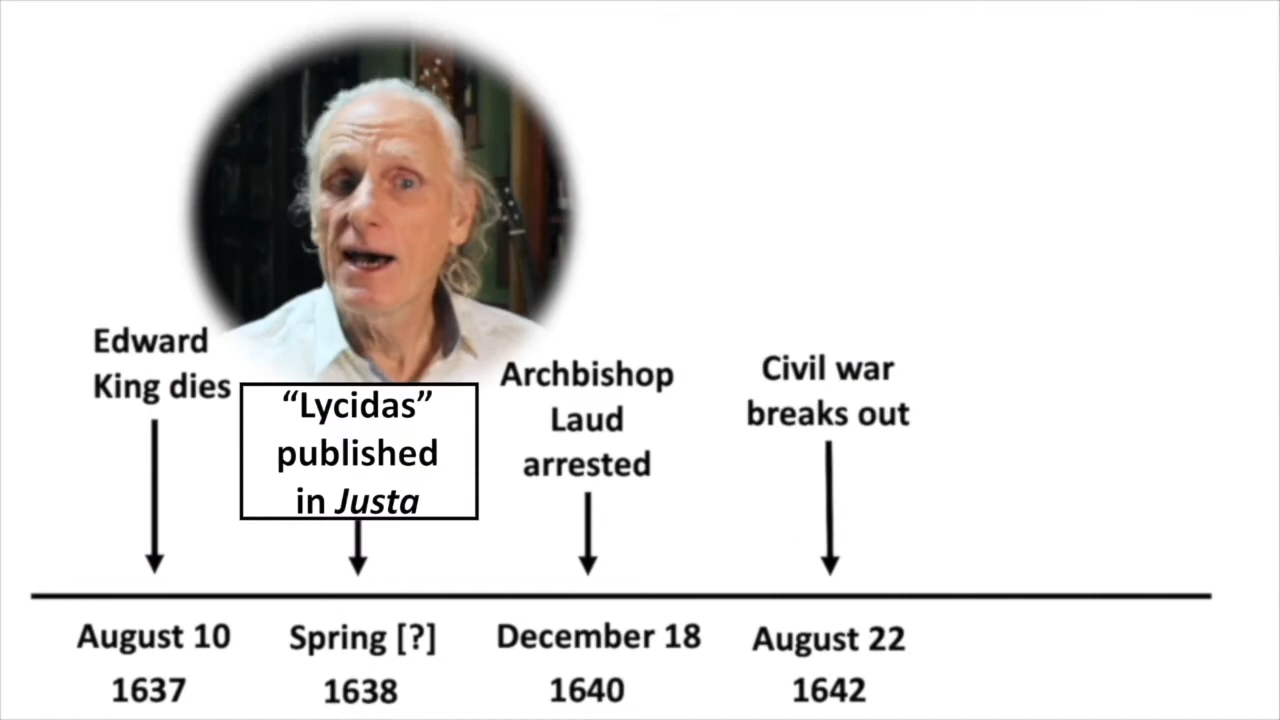 Edward
King dies
“Lycidas”
published
in Justa
Archbishop
Laud
arrested
Civil war
breaks out
August 10
1637
Spring [?]
1638
December 18
1640
August 22
1642